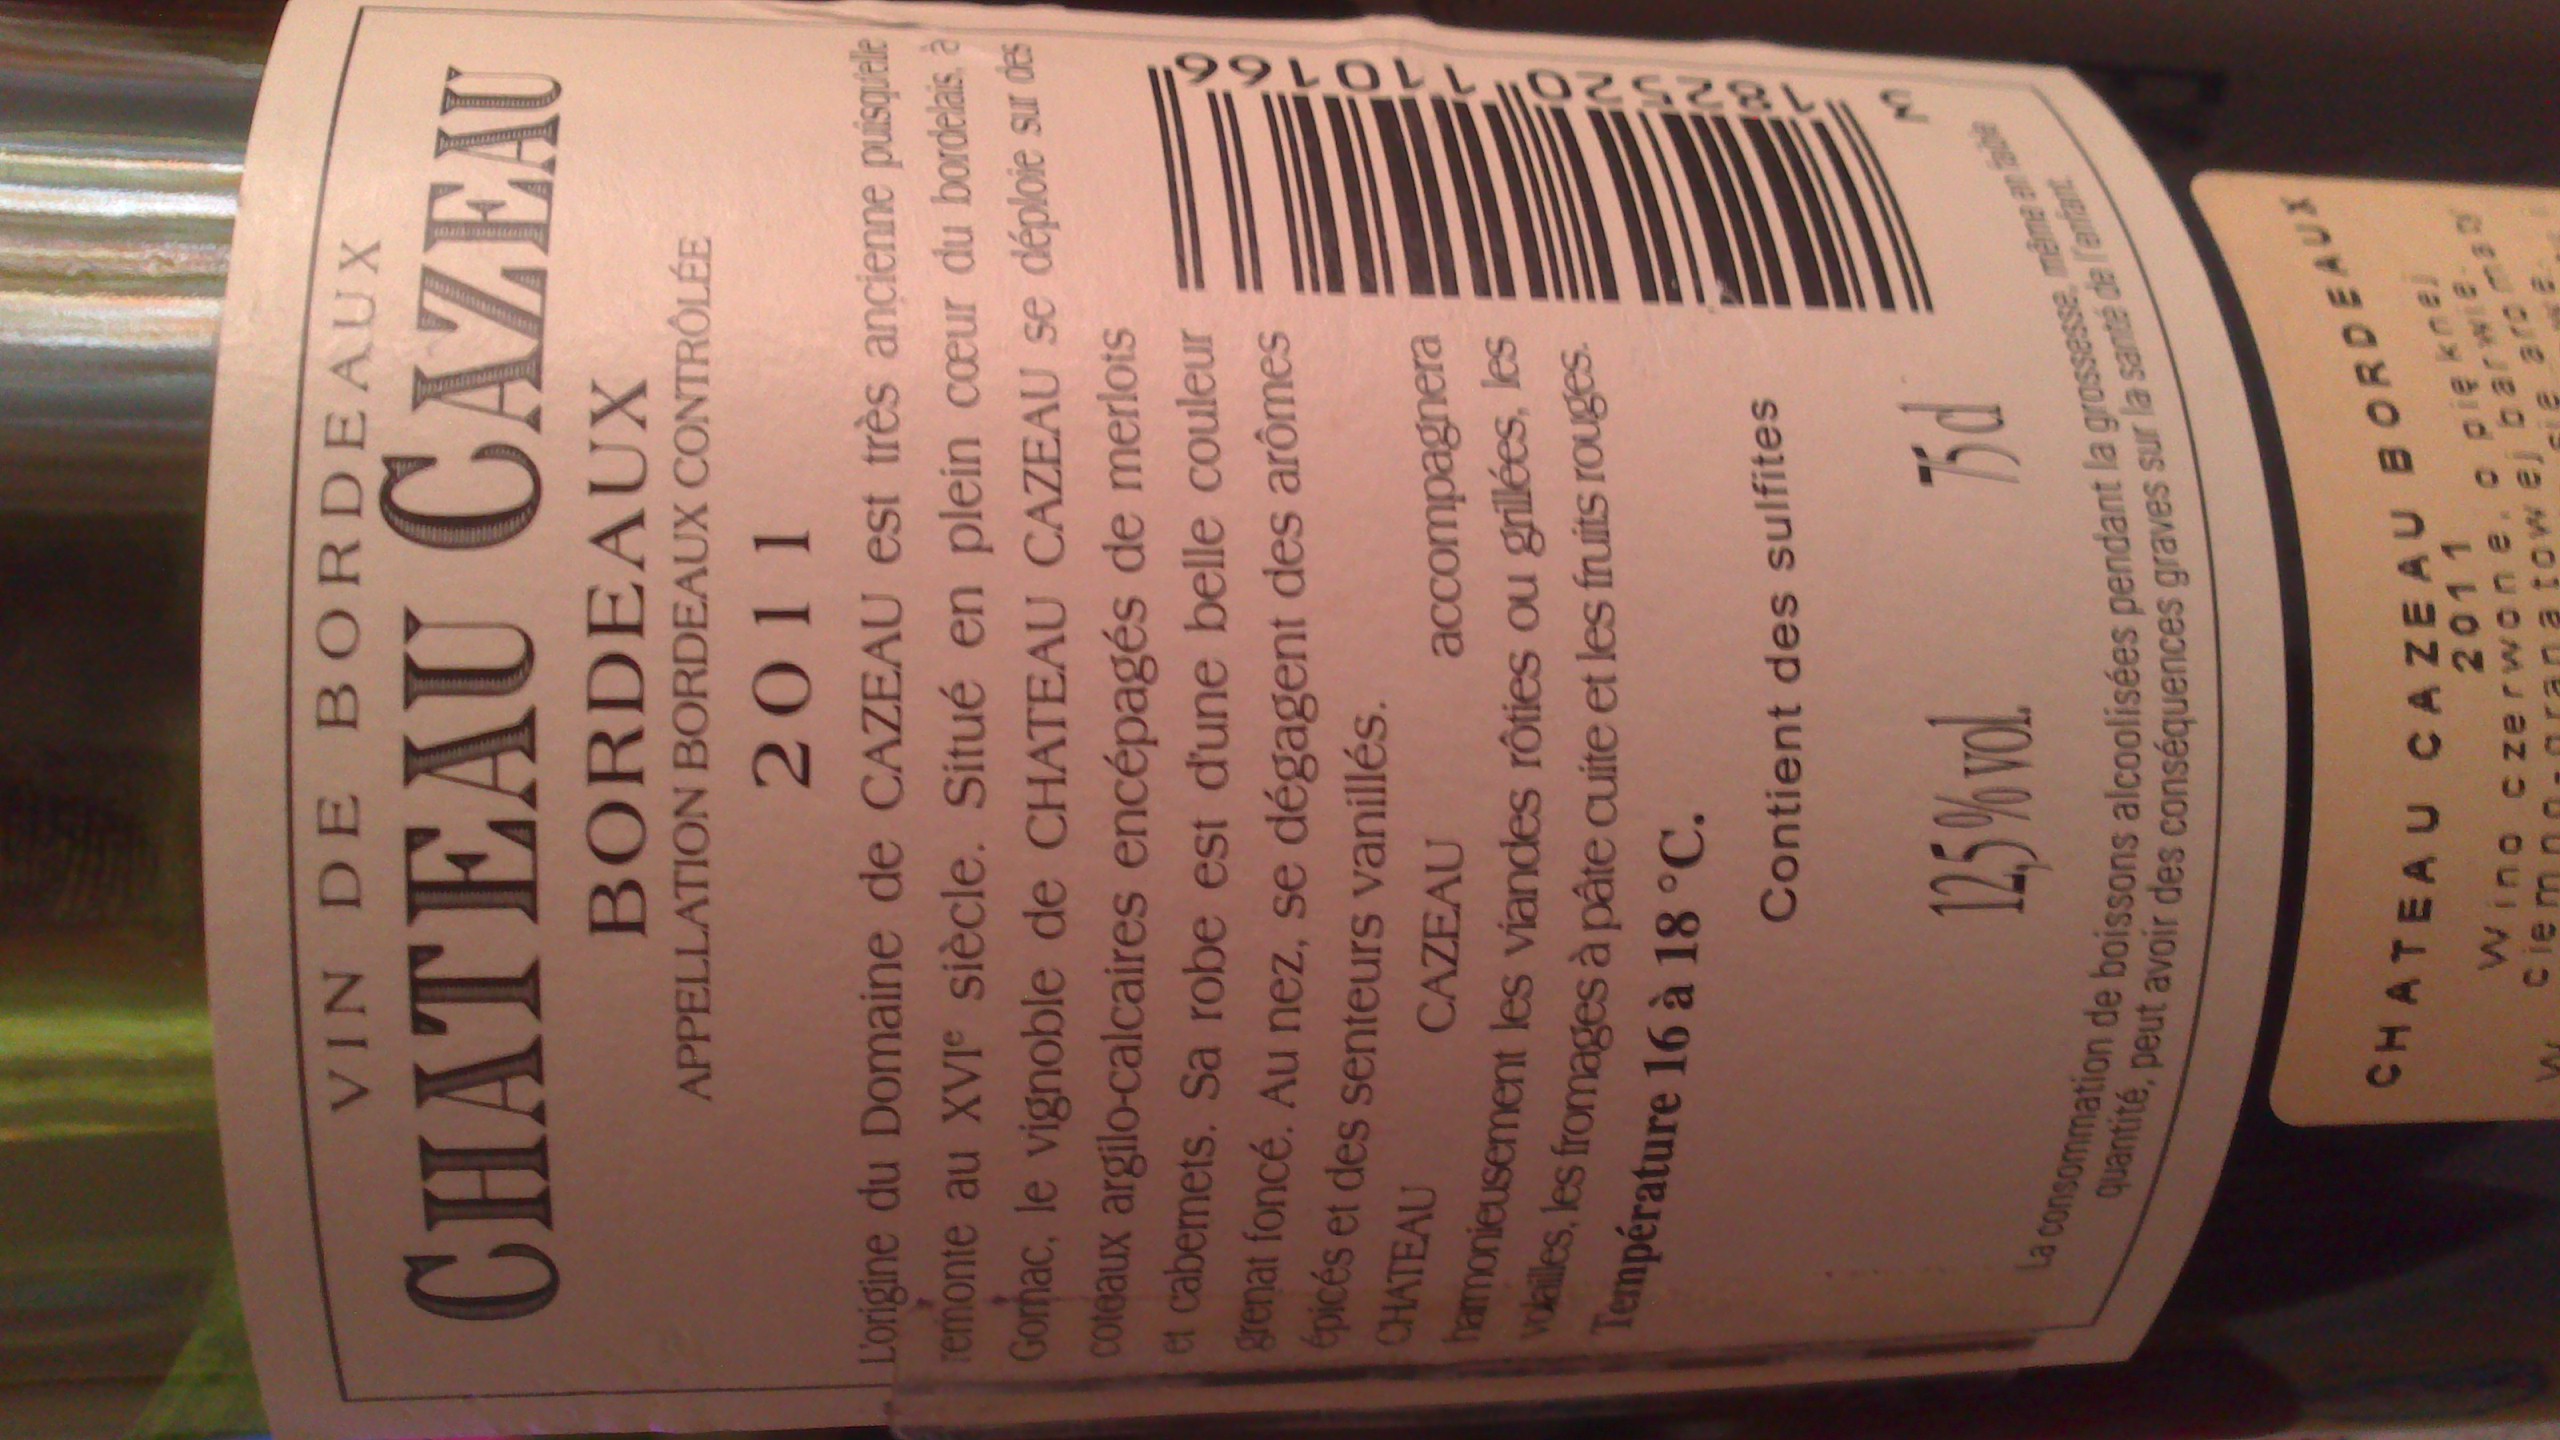 VIN DE BORDEAUX
CHATEAU CAZEAU
BORDEAUX
APPELLATION BORDEAUX CONTRÔLÉE
2011
L'origine du Domaine de CAZEAU est très ancienne puisqu'elle
remonte au XVIe siècle. Situé en plein cœur du bordelais, à
Gornac, le vignoble de CHATEAU CAZEAU se déploie sur des
coteaux argilo-calcaires encépagés de merlots
et cabernets. Sa robe est d'une belle couleur
grenat foncé. Au nez, se dégagent des arômes
épicés et des senteurs vanillés.
CHATEAU CAZEAU accompagnera
harmonieusement les viandes rôties ou grillées, les
volailles, les fromages à pâte cuite et les fruits rouges.
Température 16 à 18 °C.
Contient des sulfites
12,5 % vol. 75 cl
La consommation de boissons alcoolisées pendant la grossesse, même en faible
quantité, peut avoir des conséquences graves sur la santé de l'enfant.
CHATEAU CAZEAU BORDEAUX
2011
Wino czerwone, o pięknej
ciemno-granatowej barwie.